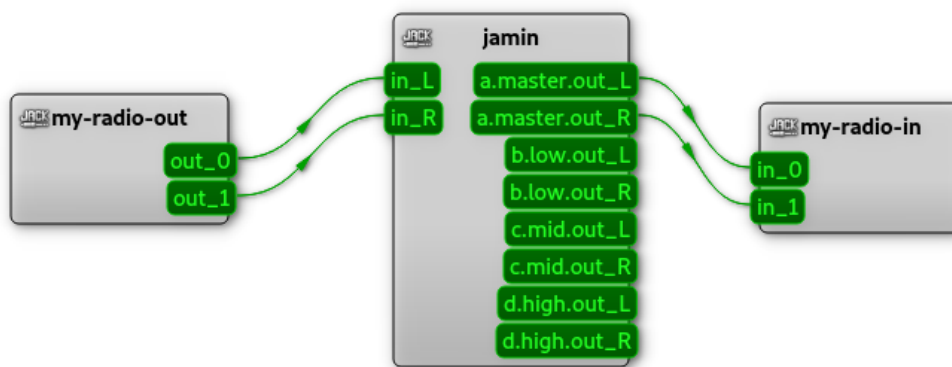 JACK my-radio-out
out_0
out_1
JACK jamin
in_L
in_R
a.master.out_L
a.master.out_R
b.low.out_L
b.low.out_R
c.mid.out_L
c.mid.out_R
d.high.out_L
d.high.out_R
JACK my-radio-in
in_0
in_1